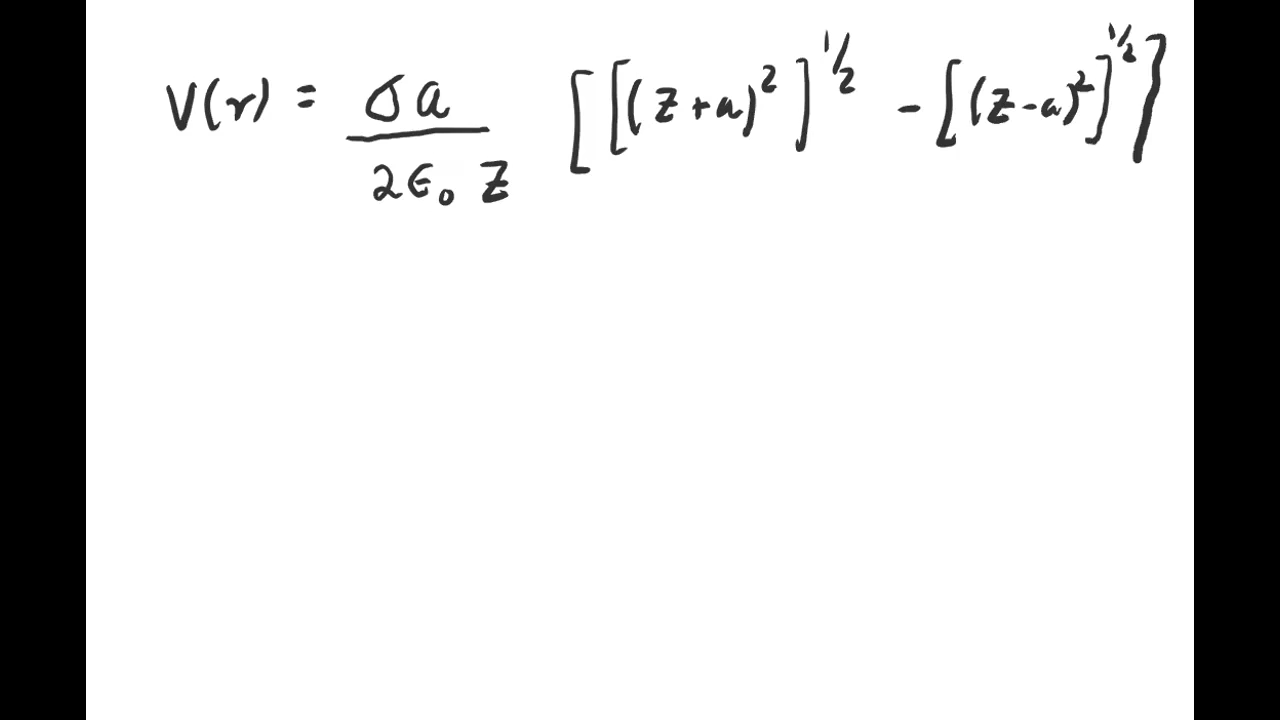 V(r) = σa / 2ϵ₀ z [[(z+a)²]^1/2 - [(z-a)²]^1/2]